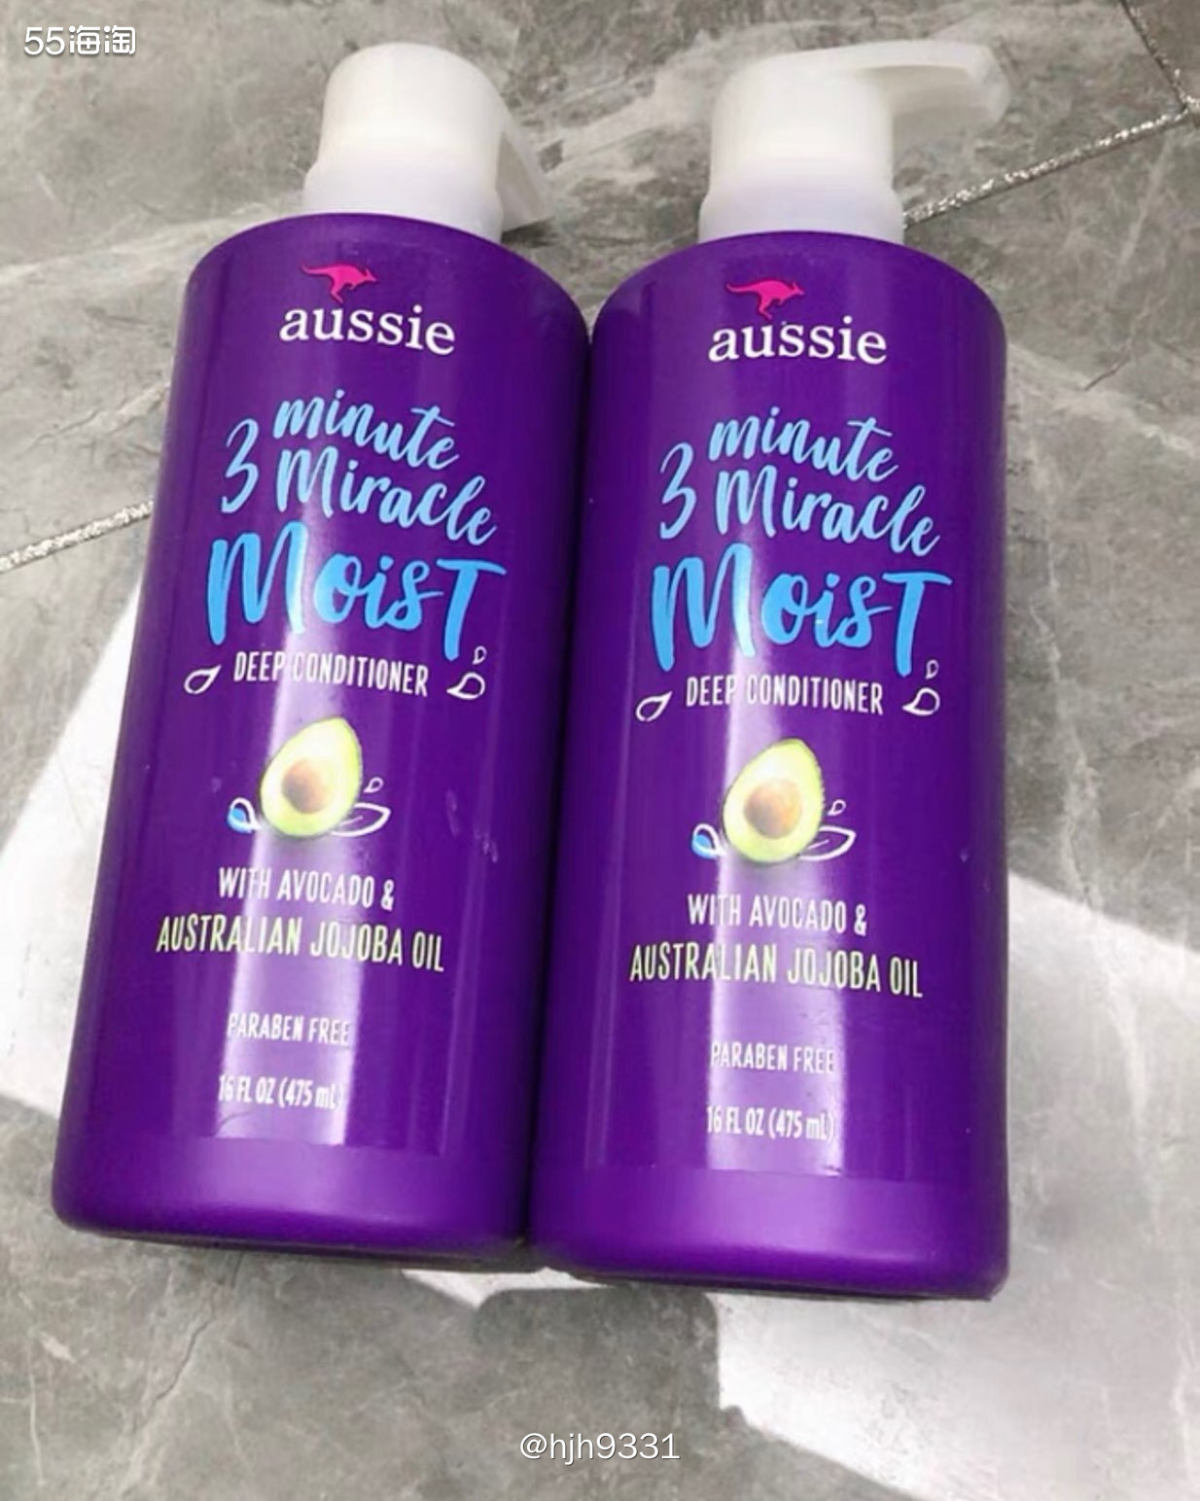 55海淘
aussie
3 minute
Miracle
Moist
DEEP CONDITIONER
WITH AVOCADO &
AUSTRALIAN JOJOBA OIL
PARABEN FREE
16 FL OZ (475 mL)
aussie
3 minute
Miracle
Moist
DEEP CONDITIONER
WITH AVOCADO &
AUSTRALIAN JOJOBA OIL
PARABEN FREE
16 FL OZ (475 mL)
@hjh9331